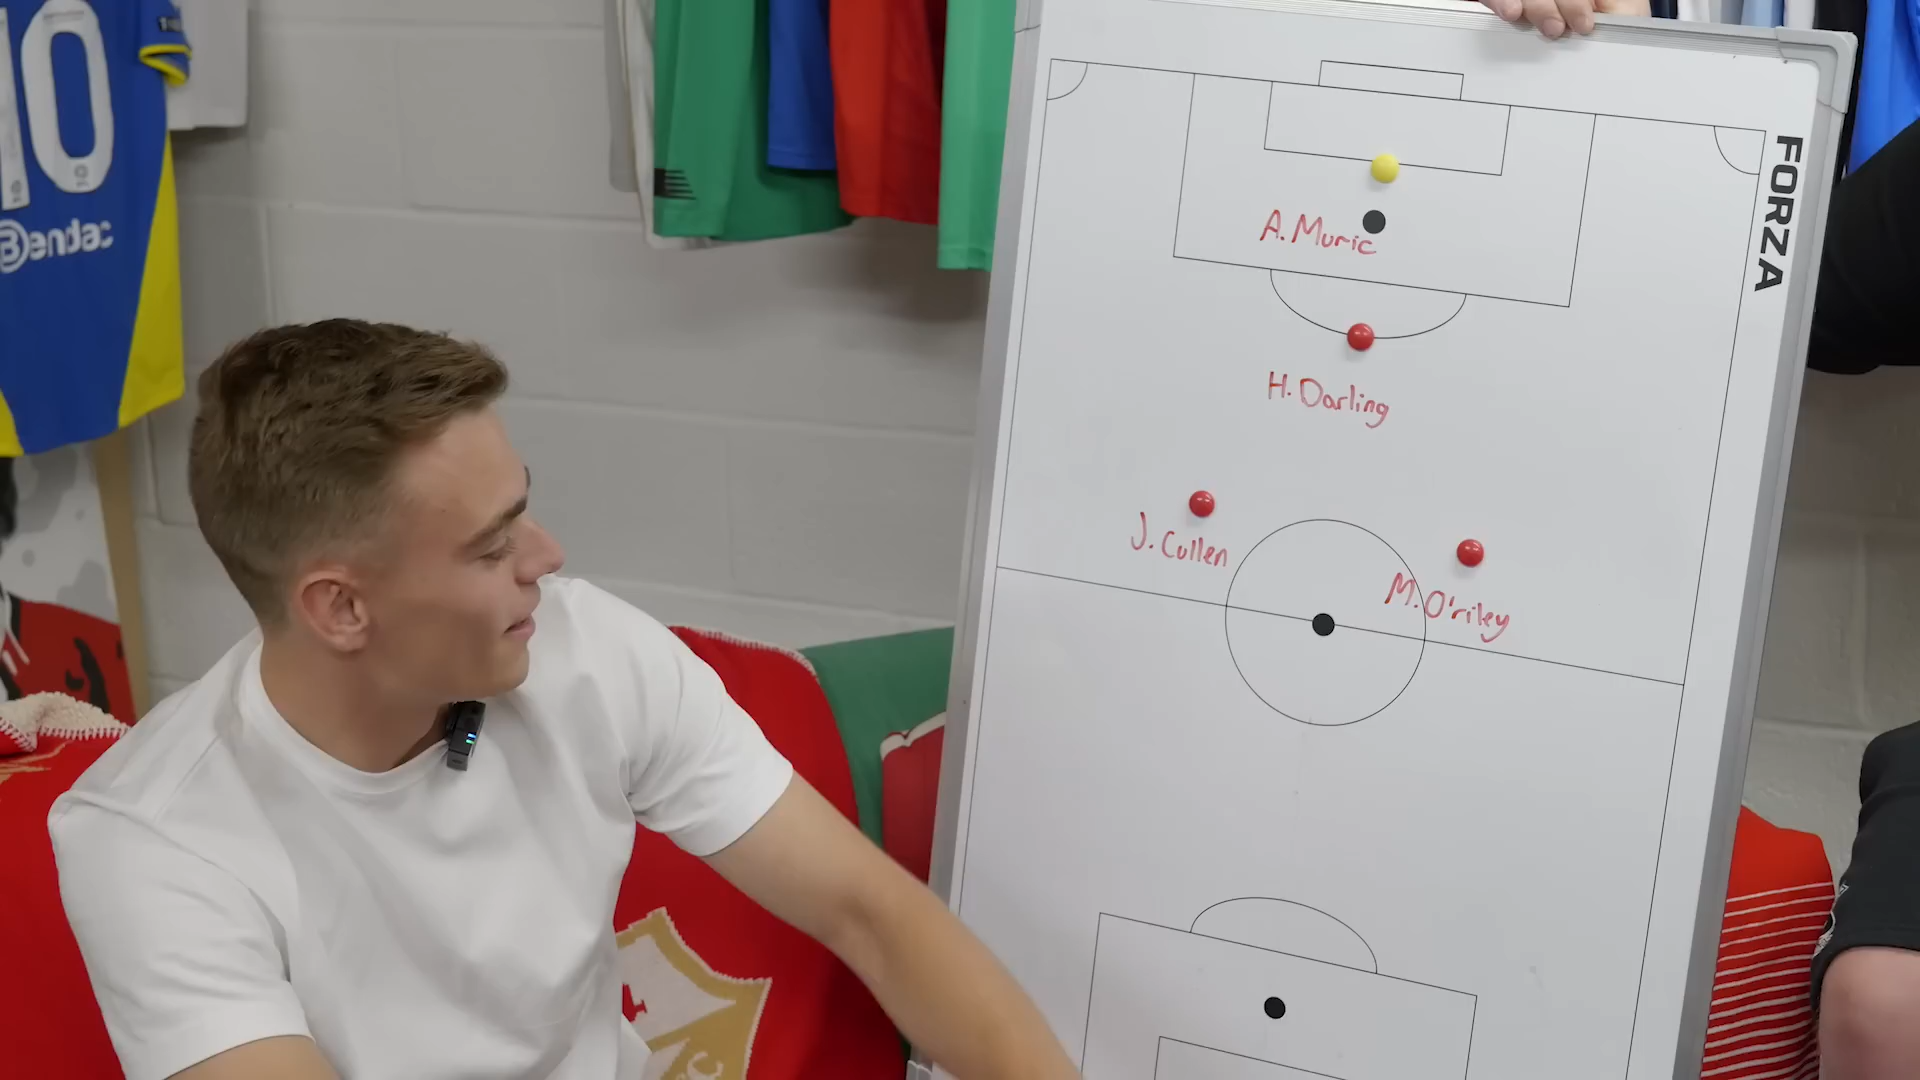 10
Bendac
FORZA
A. Muric
H. Darling
J. Cullen
M. O'riley